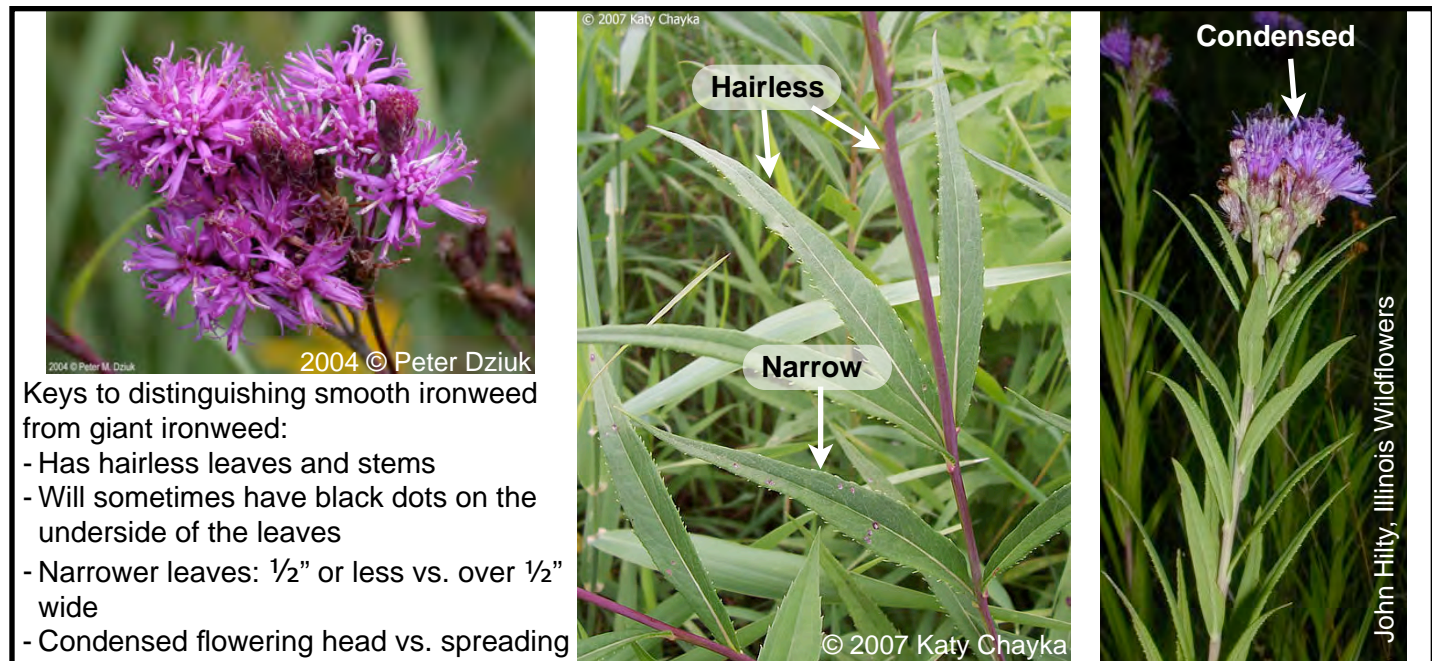 © 2007 Katy Chayka
Condensed
Hairless
Narrow
2004 © Peter M. Dziuk
2004 © Peter Dziuk
Keys to distinguishing smooth ironweed
from giant ironweed:
- Has hairless leaves and stems
- Will sometimes have black dots on the
underside of the leaves
- Narrower leaves: ½” or less vs. over ½”
wide
- Condensed flowering head vs. spreading
© 2007 Katy Chayka
John Hilty, Illinois Wildflowers